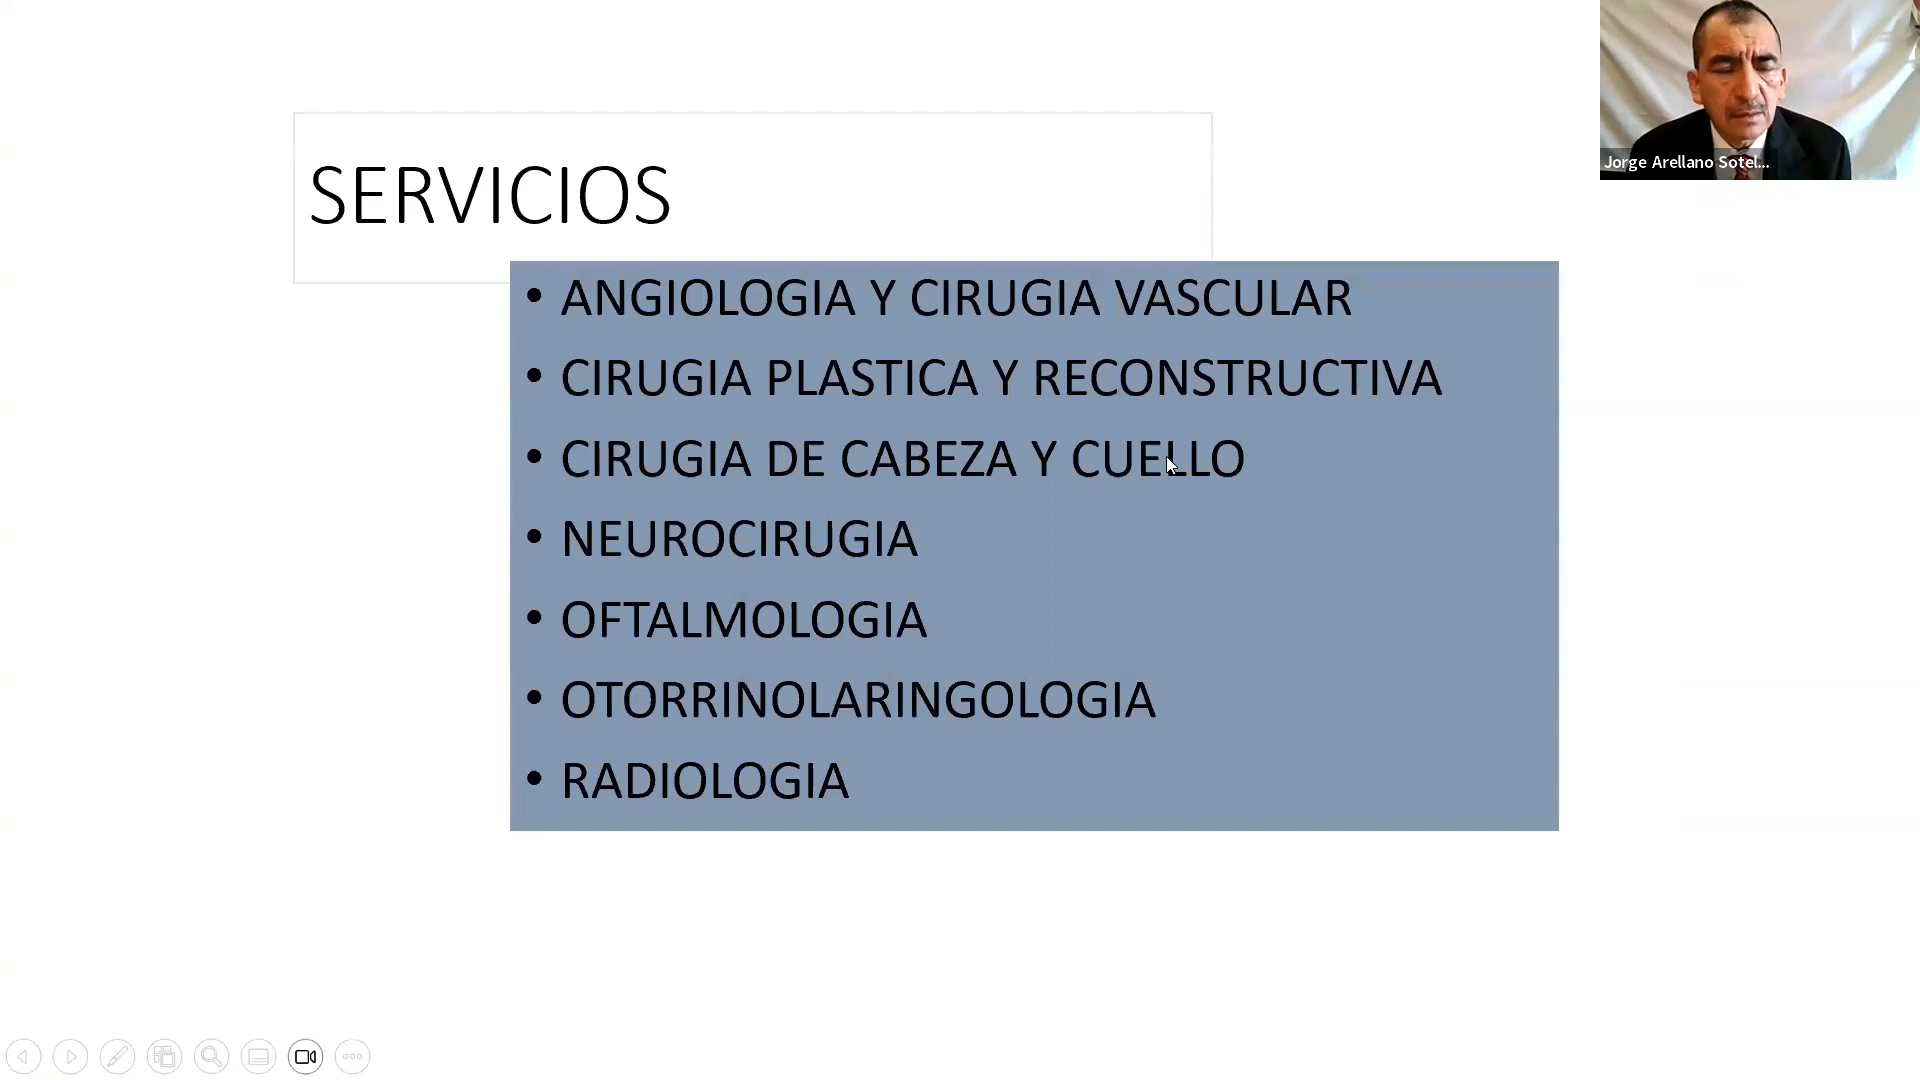 SERVICIOS
• ANGIOLOGIA Y CIRUGIA VASCULAR
• CIRUGIA PLASTICA Y RECONSTRUCTIVA
• CIRUGIA DE CABEZA Y CUELLO
• NEUROCIRUGIA
• OFTALMOLOGIA
• OTORRINOLARINGOLOGIA
• RADIOLOGIA
Jorge Arellano Sotel...